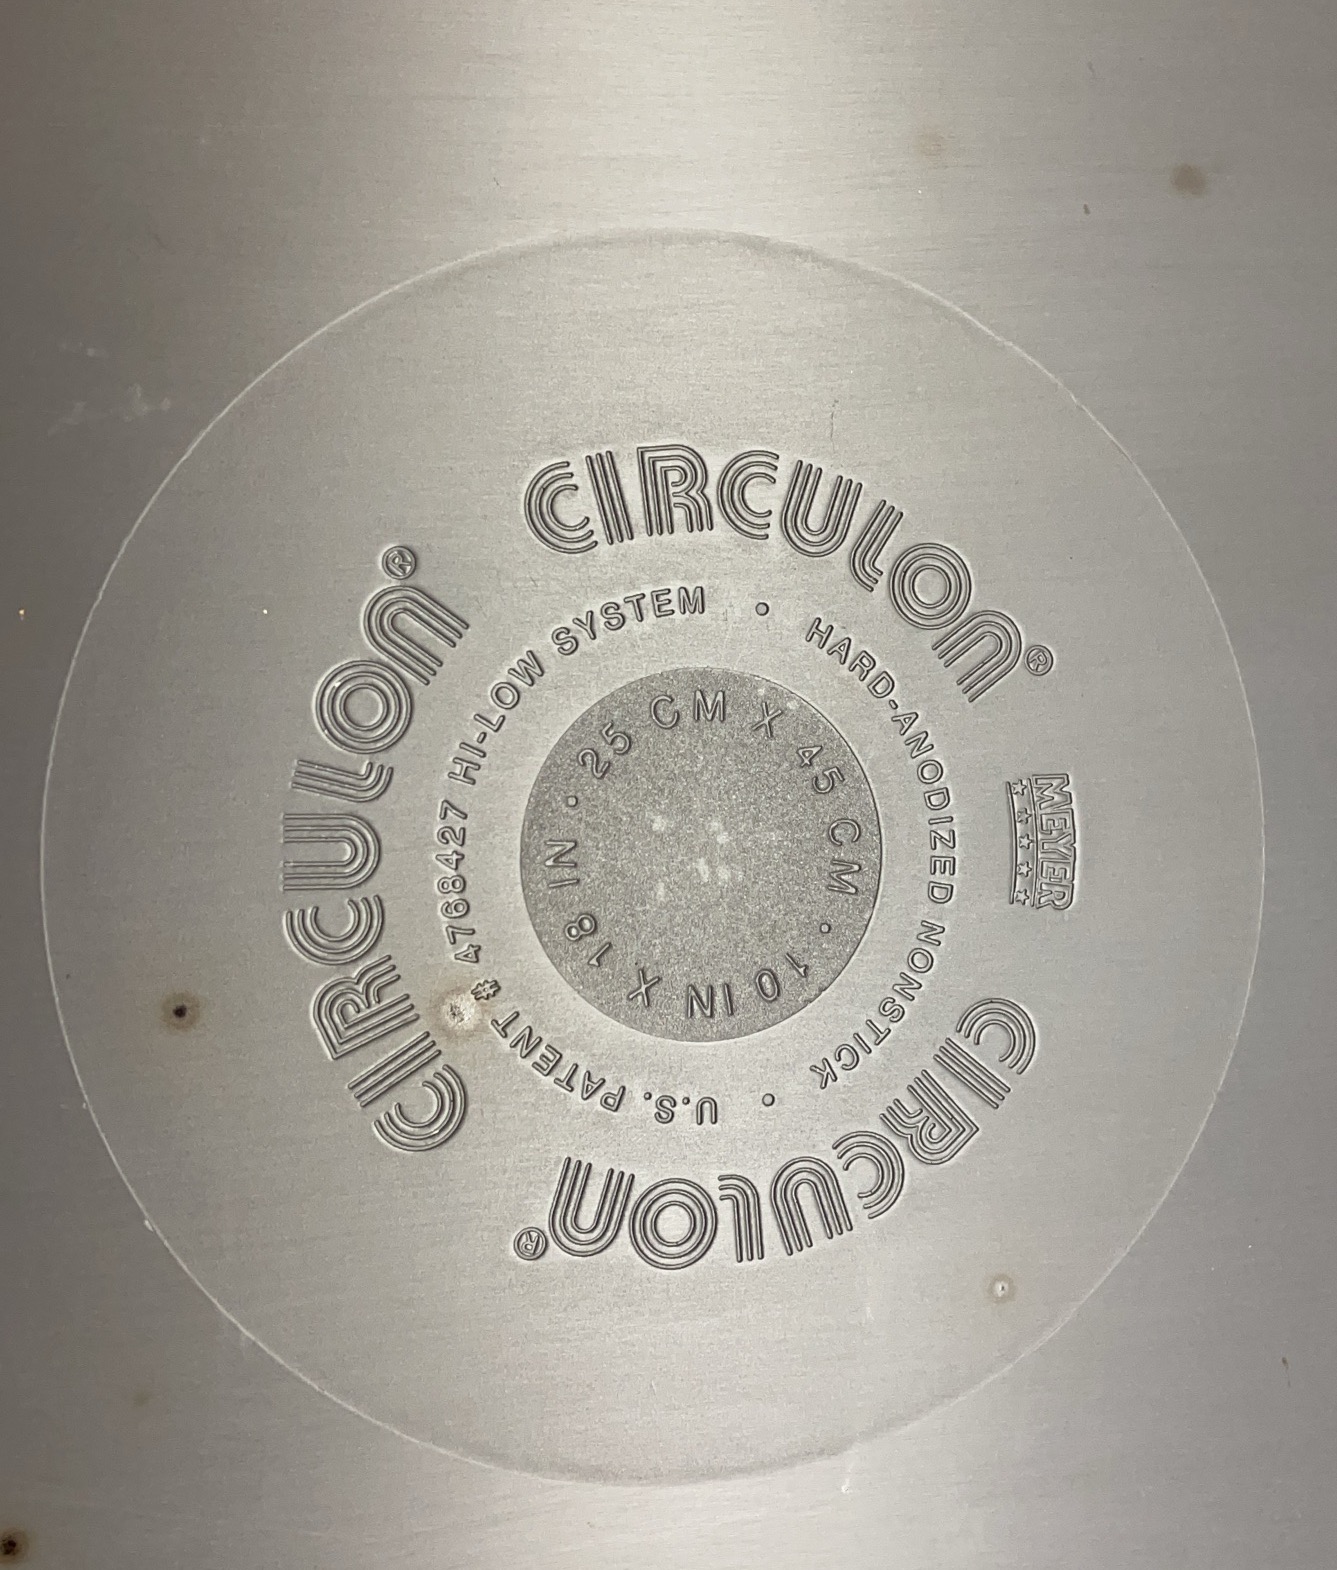 CIRCULON®
CIRCULON®
CIRCULON®
MEYER
HARD-ANODIZED NONSTICK • U.S. PATENT # 4768427 HI-LOW SYSTEM •
25 CM X 45 CM • 10 IN X 18 IN •